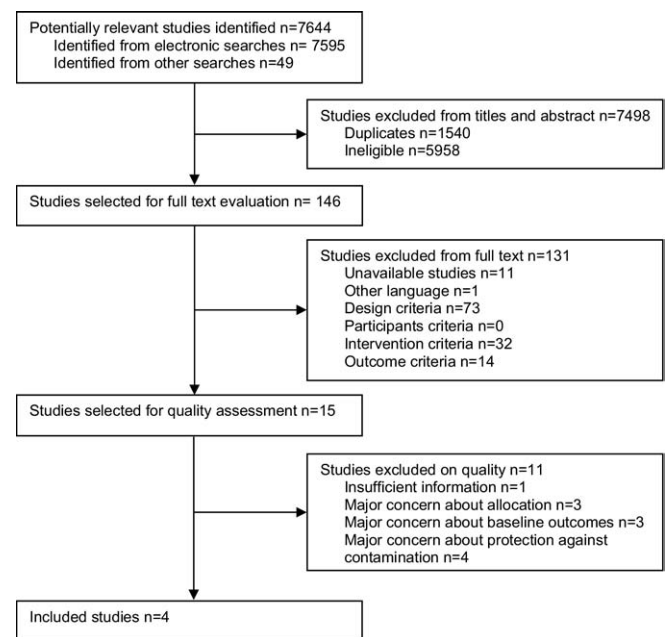 Potentially relevant studies identified n=7644
Identified from electronic searches n= 7595
Identified from other searches n=49
Studies excluded from titles and abstract n=7498
Duplicates n=1540
Ineligible n=5958
Studies selected for full text evaluation n= 146
Studies excluded from full text n=131
Unavailable studies n=11
Other language n=1
Design criteria n=73
Participants criteria n=0
Intervention criteria n=32
Outcome criteria n=14
Studies selected for quality assessment n=15
Studies excluded on quality n=11
Insufficient information n=1
Major concern about allocation n=3
Major concern about baseline outcomes n=3
Major concern about protection against
contamination n=4
Included studies n=4